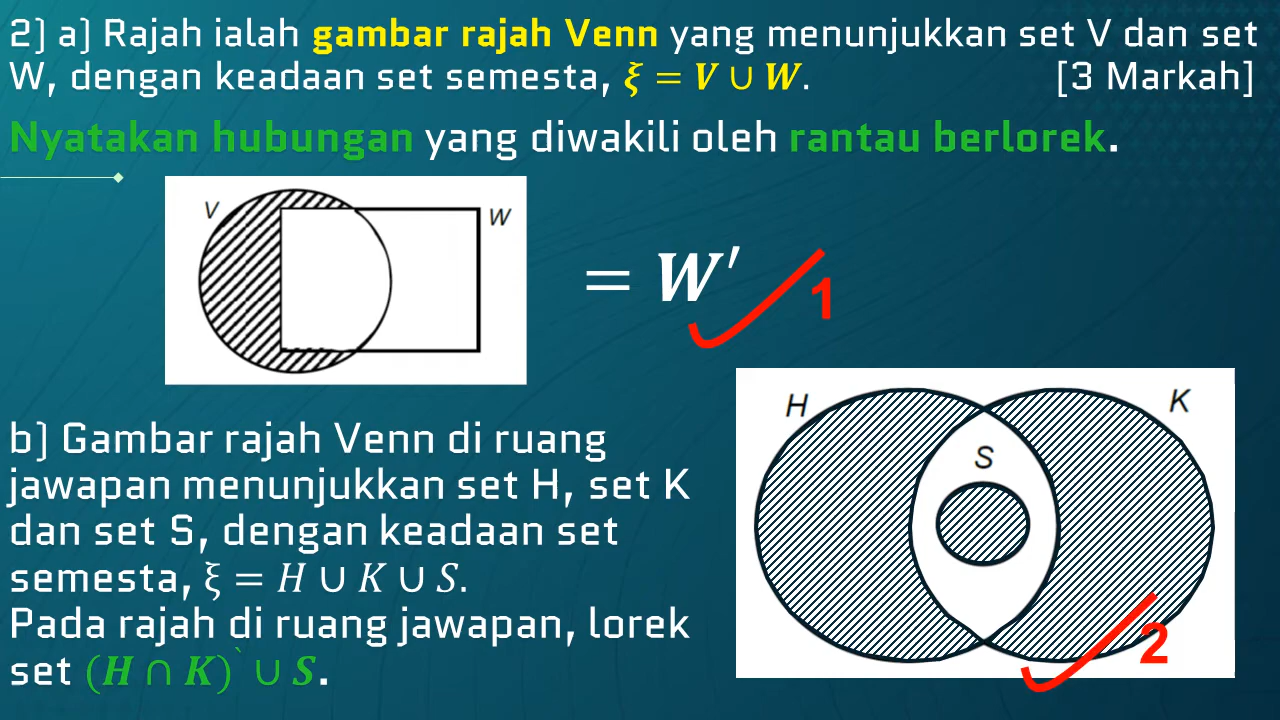 2) a) Rajah ialah gambar rajah Venn yang menunjukkan set V dan set
W, dengan keadaan set semesta, ξ = V ∪ W. [3 Markah]
Nyatakan hubungan yang diwakili oleh rantau berlorek.
V
W
= W′
1
b) Gambar rajah Venn di ruang
jawapan menunjukkan set H, set K
dan set S, dengan keadaan set
semesta, ξ = H ∪ K ∪ S.
Pada rajah di ruang jawapan, lorek
set (H ∩ K)` ∪ S.
H
K
S
2